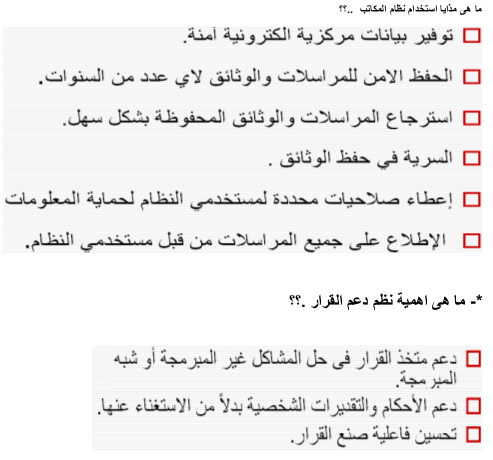 ما هى مذايا استخدام نظام المكاتب ..؟؟
توفير بيانات مركزية الكترونية آمنة.
الحفظ الامن للمراسلات والوثائق لاي عدد من السنوات.
استرجاع المراسلات والوثائق المحفوظة بشكل سهل.
السرية في حفظ الوثائق .
إعطاء صلاحيات محددة لمستخدمي النظام لحماية المعلومات
الإطلاع على جميع المراسلات من قبل مستخدمي النظام.
*- ما هى اهمية نظم دعم القرار .؟؟
دعم متخذ القرار فى حل المشاكل غير المبرمجة أو شبه
المبرمجة.
دعم الأحكام والتقديرات الشخصية بدلاً من الاستغناء عنها.
تحسين فاعلية صنع القرار.